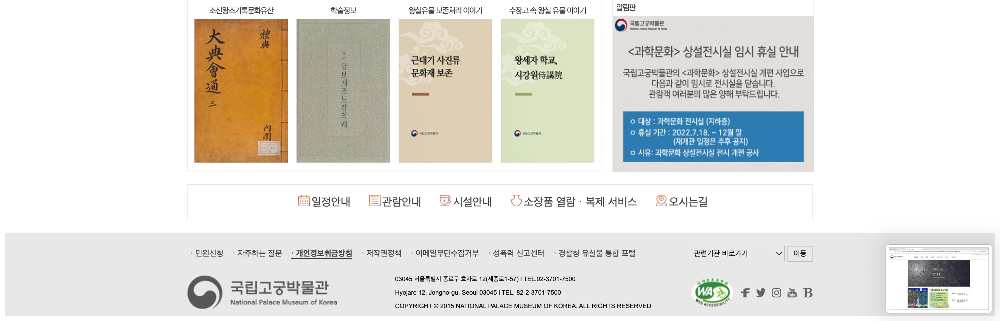 조선왕조기록문화유산
학술정보
왕실유물 보존처리 이야기
수장고 속 왕실 유물 이야기
알림판
大典會通 三
禮典
內閣
국역
금보개조도감의궤
근대기 사진류
문화재 보존
국립고궁박물관
왕세자 학교,
시강원侍講院
국립고궁박물관
국립고궁박물관
National Palace Museum of Korea
<과학문화> 상설전시실 임시 휴실 안내
국립고궁박물관의 <과학문화> 상설전시실 개편 사업으로
다음과 같이 임시로 전시실을 닫습니다.
관람객 여러분의 많은 양해 부탁드립니다.
○ 대상 : 과학문화 전시실 (지하층)
○ 휴실 기간 : 2022.7.18. ~ 12월 말
(재개관 일정은 추후 공지)
○ 사유: 과학문화 상설전시실 전시 개편 공사
일정안내 관람안내 시설안내 소장품 열람 · 복제 서비스 오시는길
· 민원신청 · 자주하는 질문 · 개인정보취급방침 · 저작권정책 · 이메일무단수집거부 · 성폭력 신고센터 · 경찰청 유실물 통합 포털
관련기관 바로가기 이동
국립고궁박물관
National Palace Museum of Korea
03045 서울특별시 종로구 효자로 12(세종로1-57) I TEL.02-3701-7500
Hyojaro 12, Jongno-gu, Seoul 03045 I TEL. 82-2-3701-7500
COPYRIGHT © 2015 NATIONAL PALACE MUSEUM OF KOREA. ALL RIGHTS RESERVED
미래창조과학부
WA
WEB ACCESSIBILITY
You
Tube
B
2023